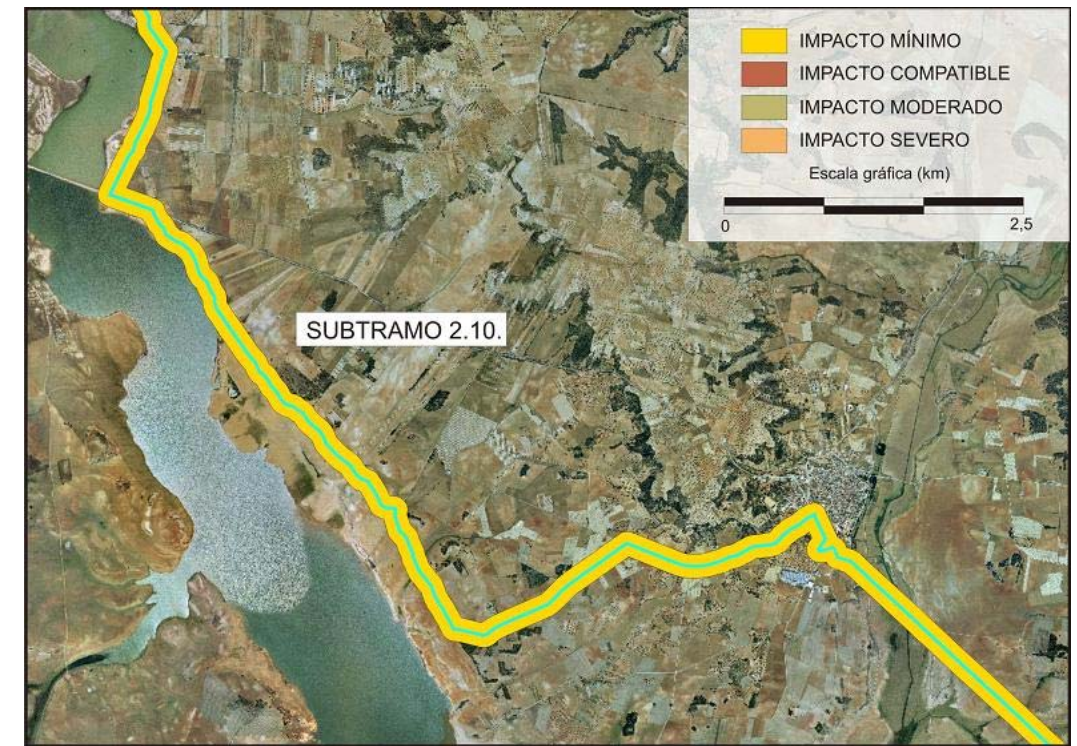 IMPACTO MÍNIMO
IMPACTO COMPATIBLE
IMPACTO MODERADO
IMPACTO SEVERO
Escala gráfica (km)
0 2,5
SUBTRAMO 2.10.